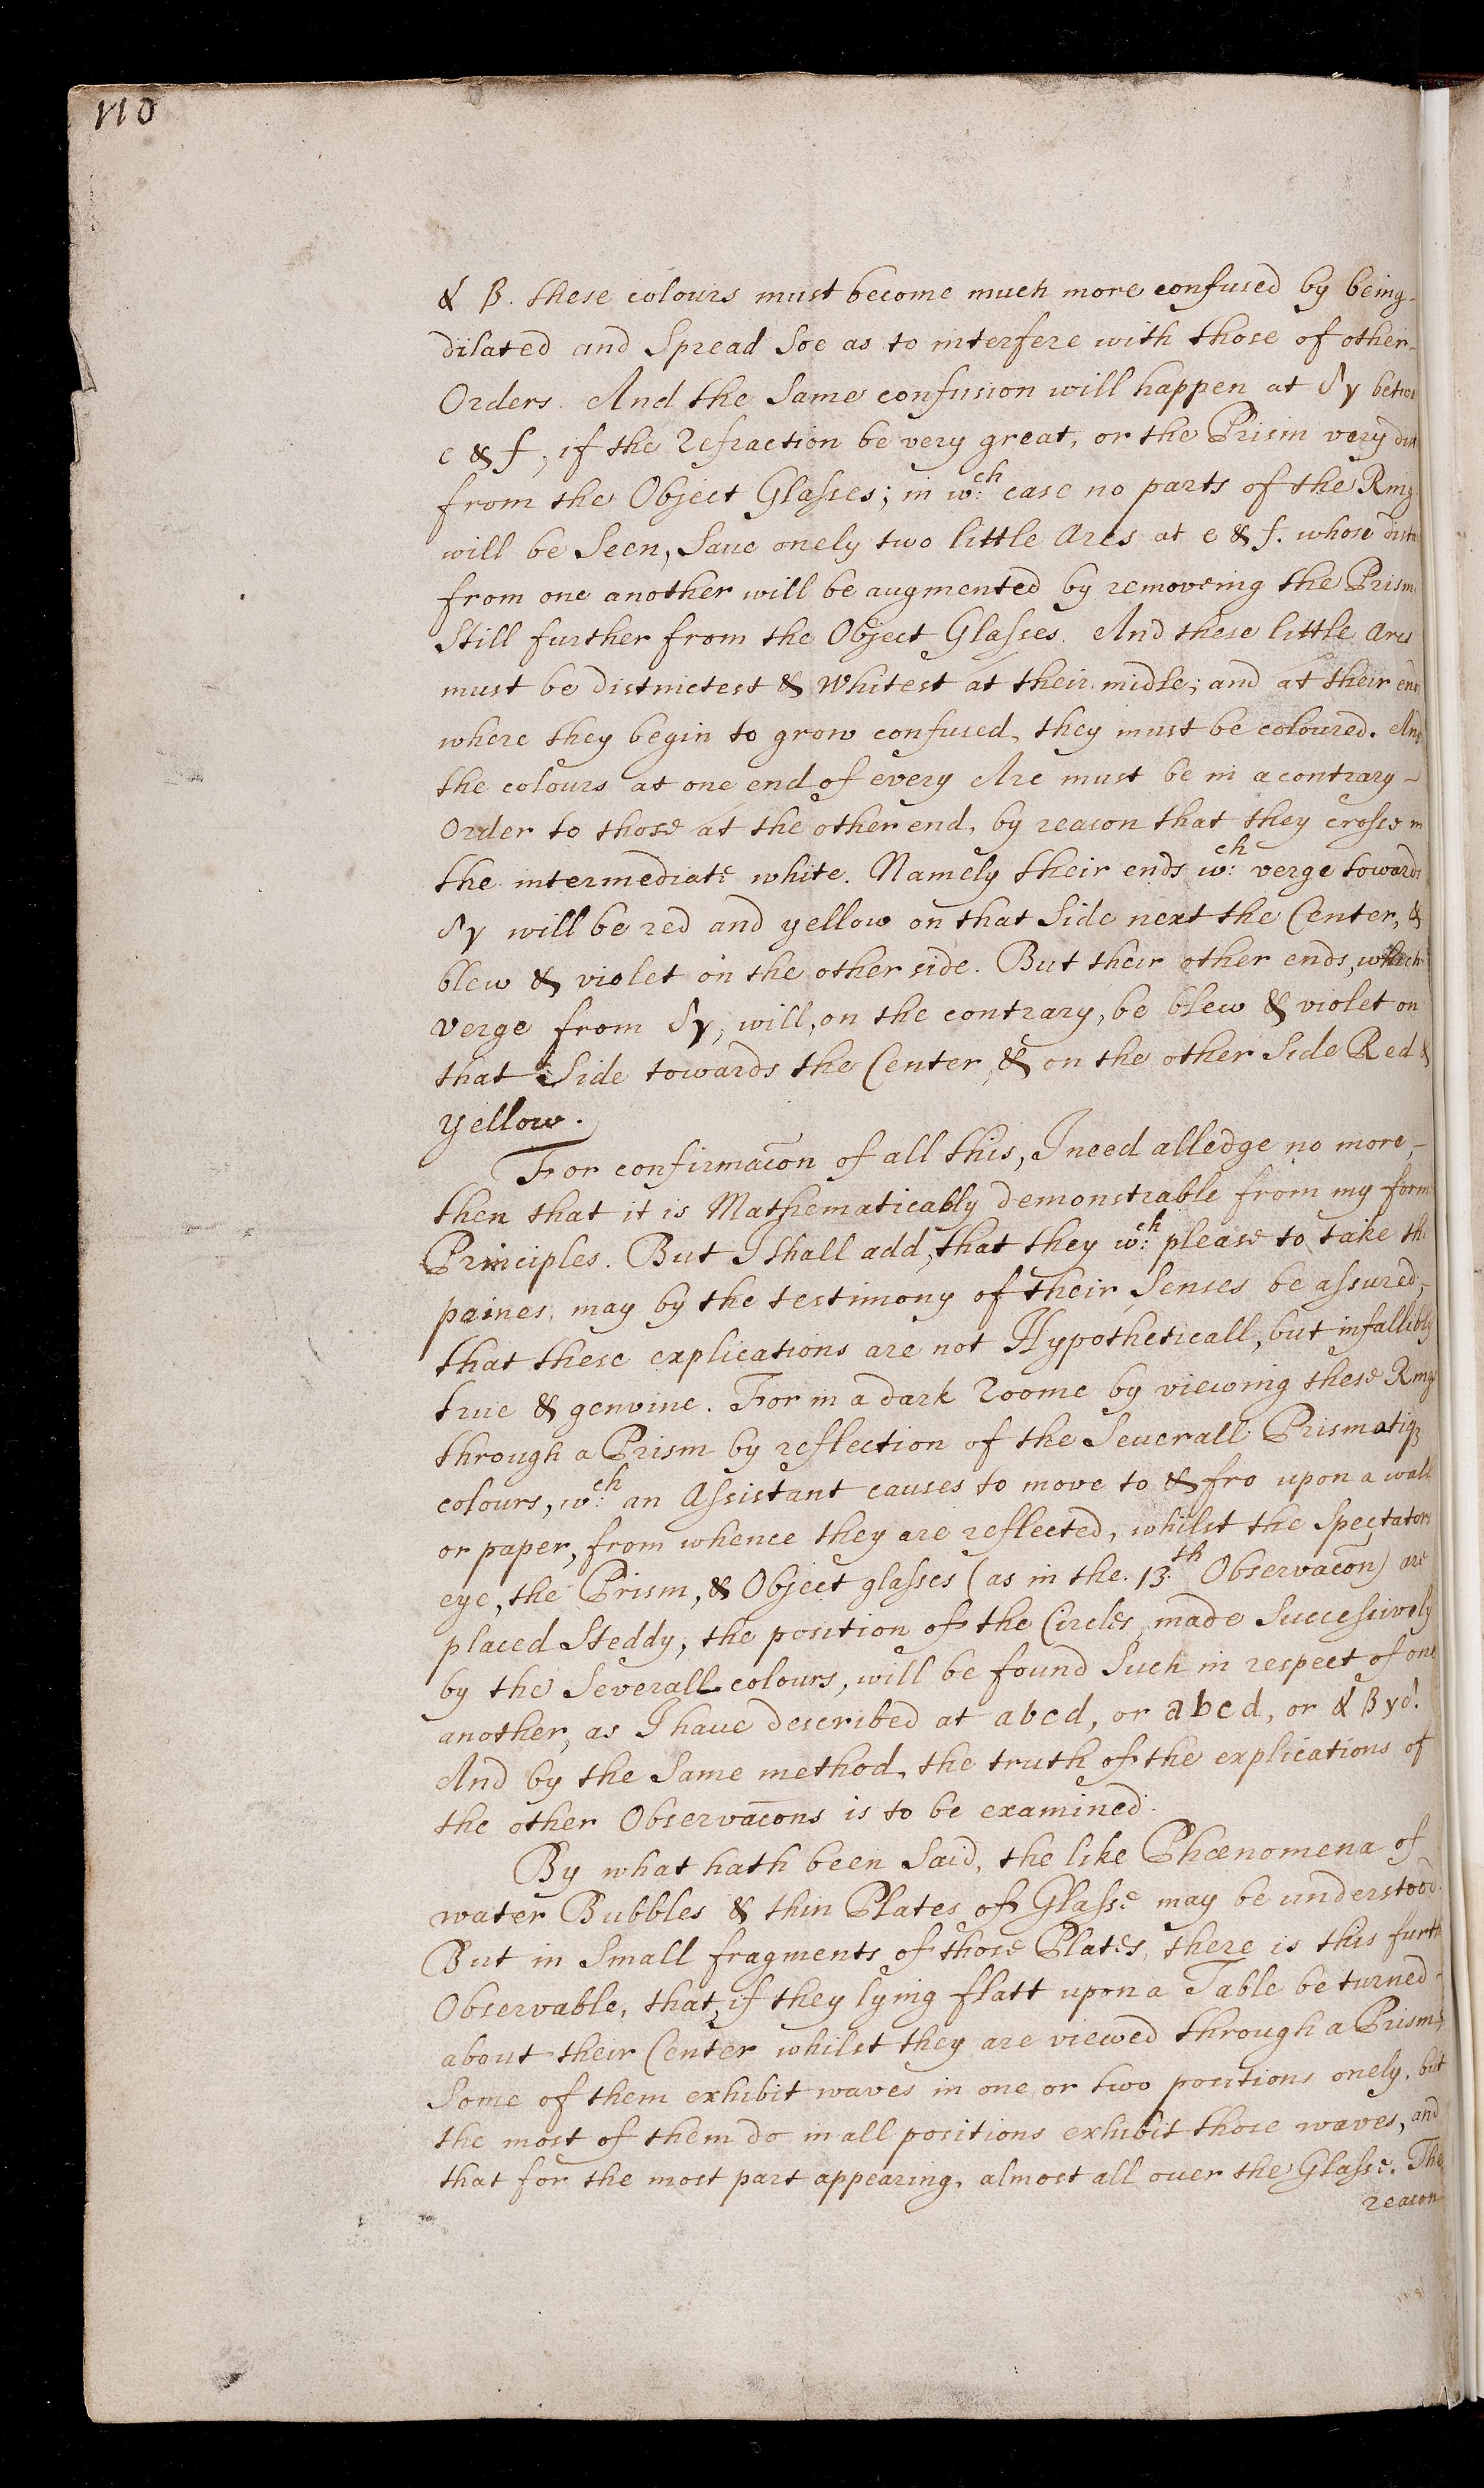 110
α β. these colours must become much more confused by being-
dilated and Spread Soe as to interfere with those of other-
Orders. And the Same confusion will happen at δγ betwe
e & f, if the Refraction be very great, or the Prism very dist
from the Object Glasses; in wch: case no parts of the Ring
will be Seen, Saue onely two little Arcs at e & f. whose dista
from one another will be augmented by removeing the Prism
Still further from the Object Glasses. And these little Arcs
must be distinctest & Whitest at their midle; and at their end
where they begin to grow confused, they must be coloured. And
the colours at one end of every Arc must be in a contrary-
Order to those at the other end, by reason that they crosse in
the intermediate white. Namely their ends wch: verge towards
δγ will be red and yellow on that Side next the Center, &
blew & violet on the other side. But their other ends, which
verge from δγ, will, on the contrary, be blew & violet on
that Side towards the Center, & on the other Side Red &
yellow.
For confirmacōn of all this, I need alledge no more,-
then that it is Mathematicably demonstrable from my form
Principles. But I shall add, that they wch: please to take the
paines, may by the testimony of their Senses be assured,-
that these explications are not Hypotheticall, but infallibly
true & genvine. For in a dark Roome by viewing these Rings
through a Prism by reflection of the Seuerall Prismatiq
colours, wch: an Assistant causes to move to & fro upon a wall
or paper, from whence they are reflected, whilst the Spectators
eye, the Prism, & Object glasses (as in the. 13th. Observacōn) are
placed Steddy, the position of the Circles, made Successively
by the Severall colours, will be found Such in respect of one
another, as I haue described at abcd, or abcd, or αβγδ.
And by the Same method, the truth of the explications of
the other Observacōns is to be examined.
By what hath been Said, the like Phœnomena of
water Bubbles & thin Plates of Glasse may be understood.
But in Small fragments of those Plates, there is this furth
Observable, that, if they lying flatt upon a Table be turned-
about their Center whilst they are viewed through a Prism,
Some of them exhibit waves in one or two positions onely, but
the most of them do in all positions exhibit those waves, and
that for the most part appearing, almost all ouer the Glasse. The
reason